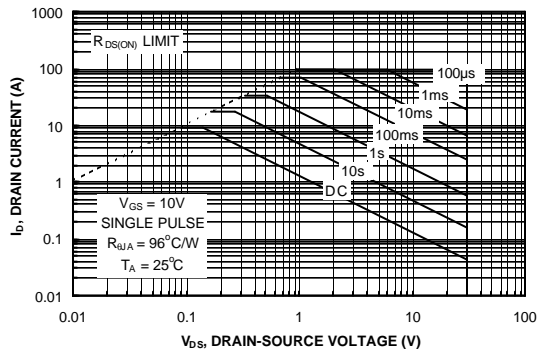 1000
R_DS(ON) LIMIT
100
100µs
1ms
10ms
10
100ms
1s
10s
1
DC
V_GS = 10V
SINGLE PULSE
R_θJA = 96°C/W
T_A = 25°C
0.1
0.01
0.01
0.1
1
10
100
V_DS, DRAIN-SOURCE VOLTAGE (V)
I_D, DRAIN CURRENT (A)